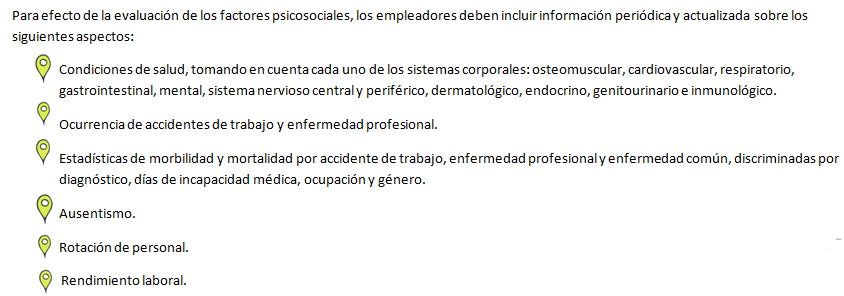 Para efecto de la evaluación de los factores psicosociales, los empleadores deben incluir información periódica y actualizada sobre los
siguientes aspectos:
Condiciones de salud, tomando en cuenta cada uno de los sistemas corporales: osteomuscular, cardiovascular, respiratorio,
gastrointestinal, mental, sistema nervioso central y periférico, dermatológico, endocrino, genitourinario e inmunológico.
Ocurrencia de accidentes de trabajo y enfermedad profesional.
Estadísticas de morbilidad y mortalidad por accidente de trabajo, enfermedad profesional y enfermedad común, discriminadas por
diagnóstico, días de incapacidad médica, ocupación y género.
Ausentismo.
Rotación de personal.
Rendimiento laboral.